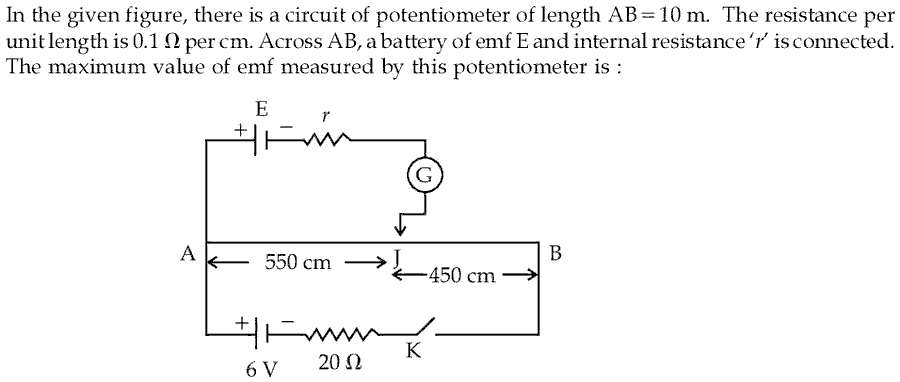 In the given figure, there is a circuit of potentiometer of length AB = 10 m. The resistance per
unit length is 0.1 Ω per cm. Across AB, a battery of emf E and internal resistance ‘r’ is connected.
The maximum value of emf measured by this potentiometer is :
E
r
+ −
G
A
550 cm
J
B
450 cm
+ −
K
6 V
20 Ω